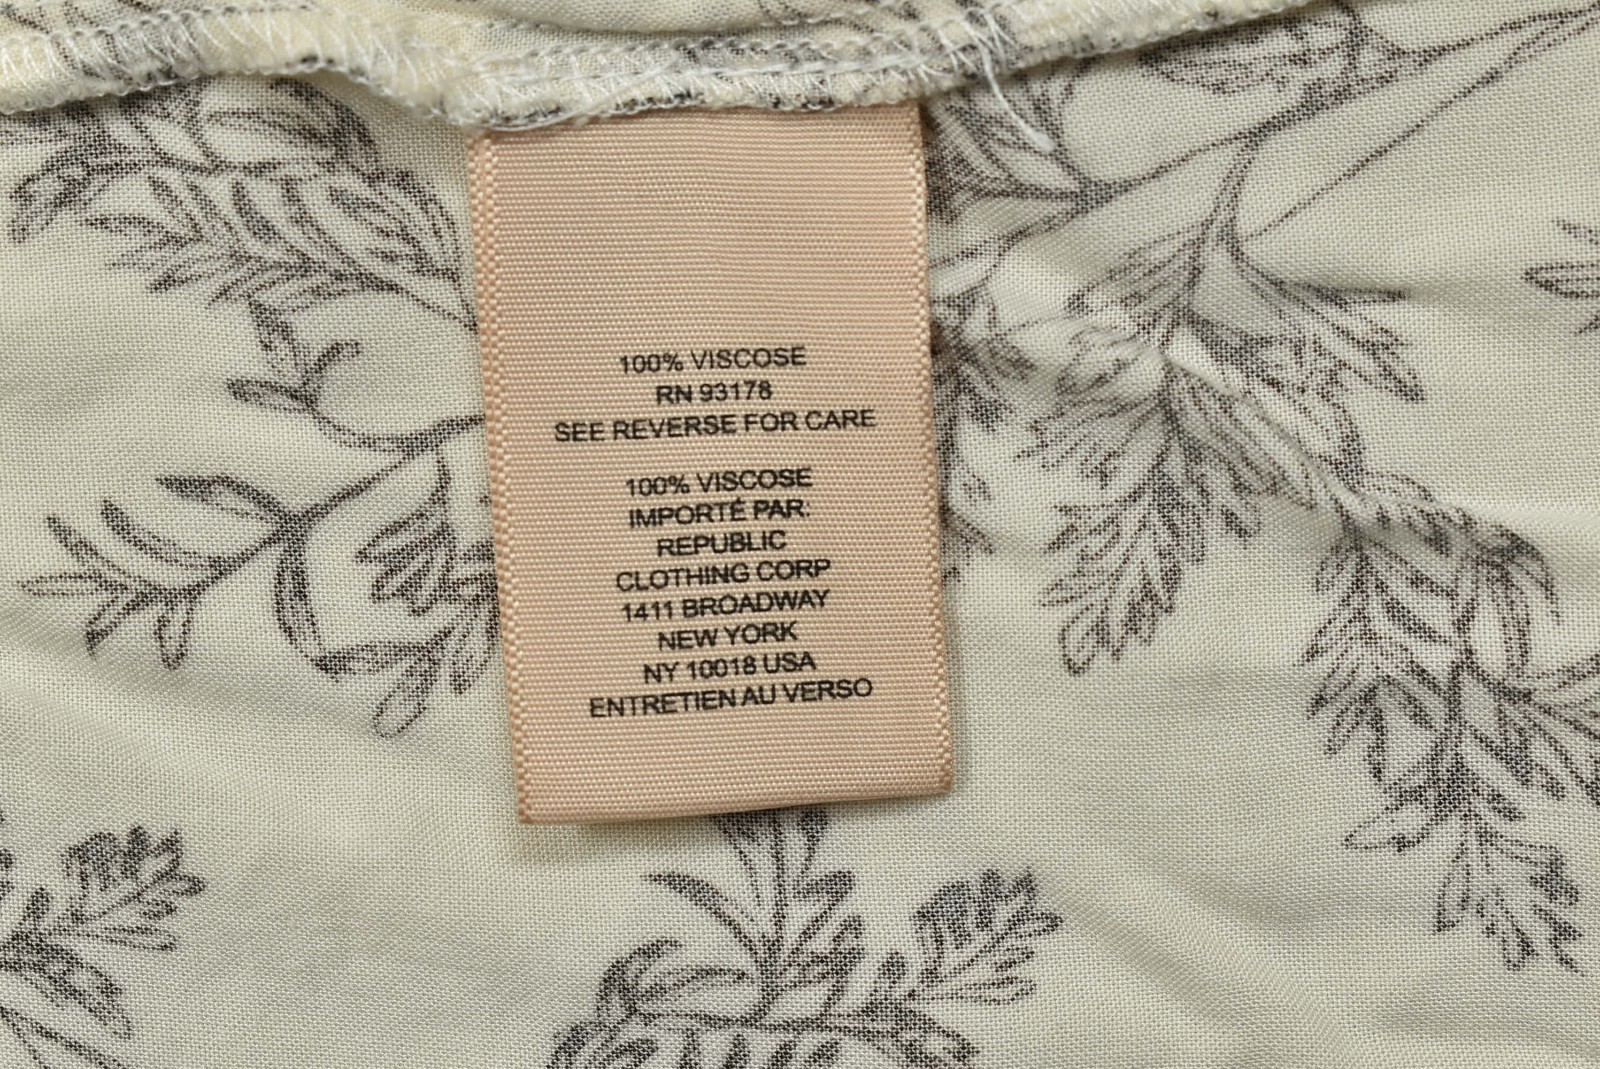 100% VISCOSE
RN 93178
SEE REVERSE FOR CARE
100% VISCOSE
IMPORTÉ PAR:
REPUBLIC
CLOTHING CORP
1411 BROADWAY
NEW YORK
NY 10018 USA
ENTRETIEN AU VERSO